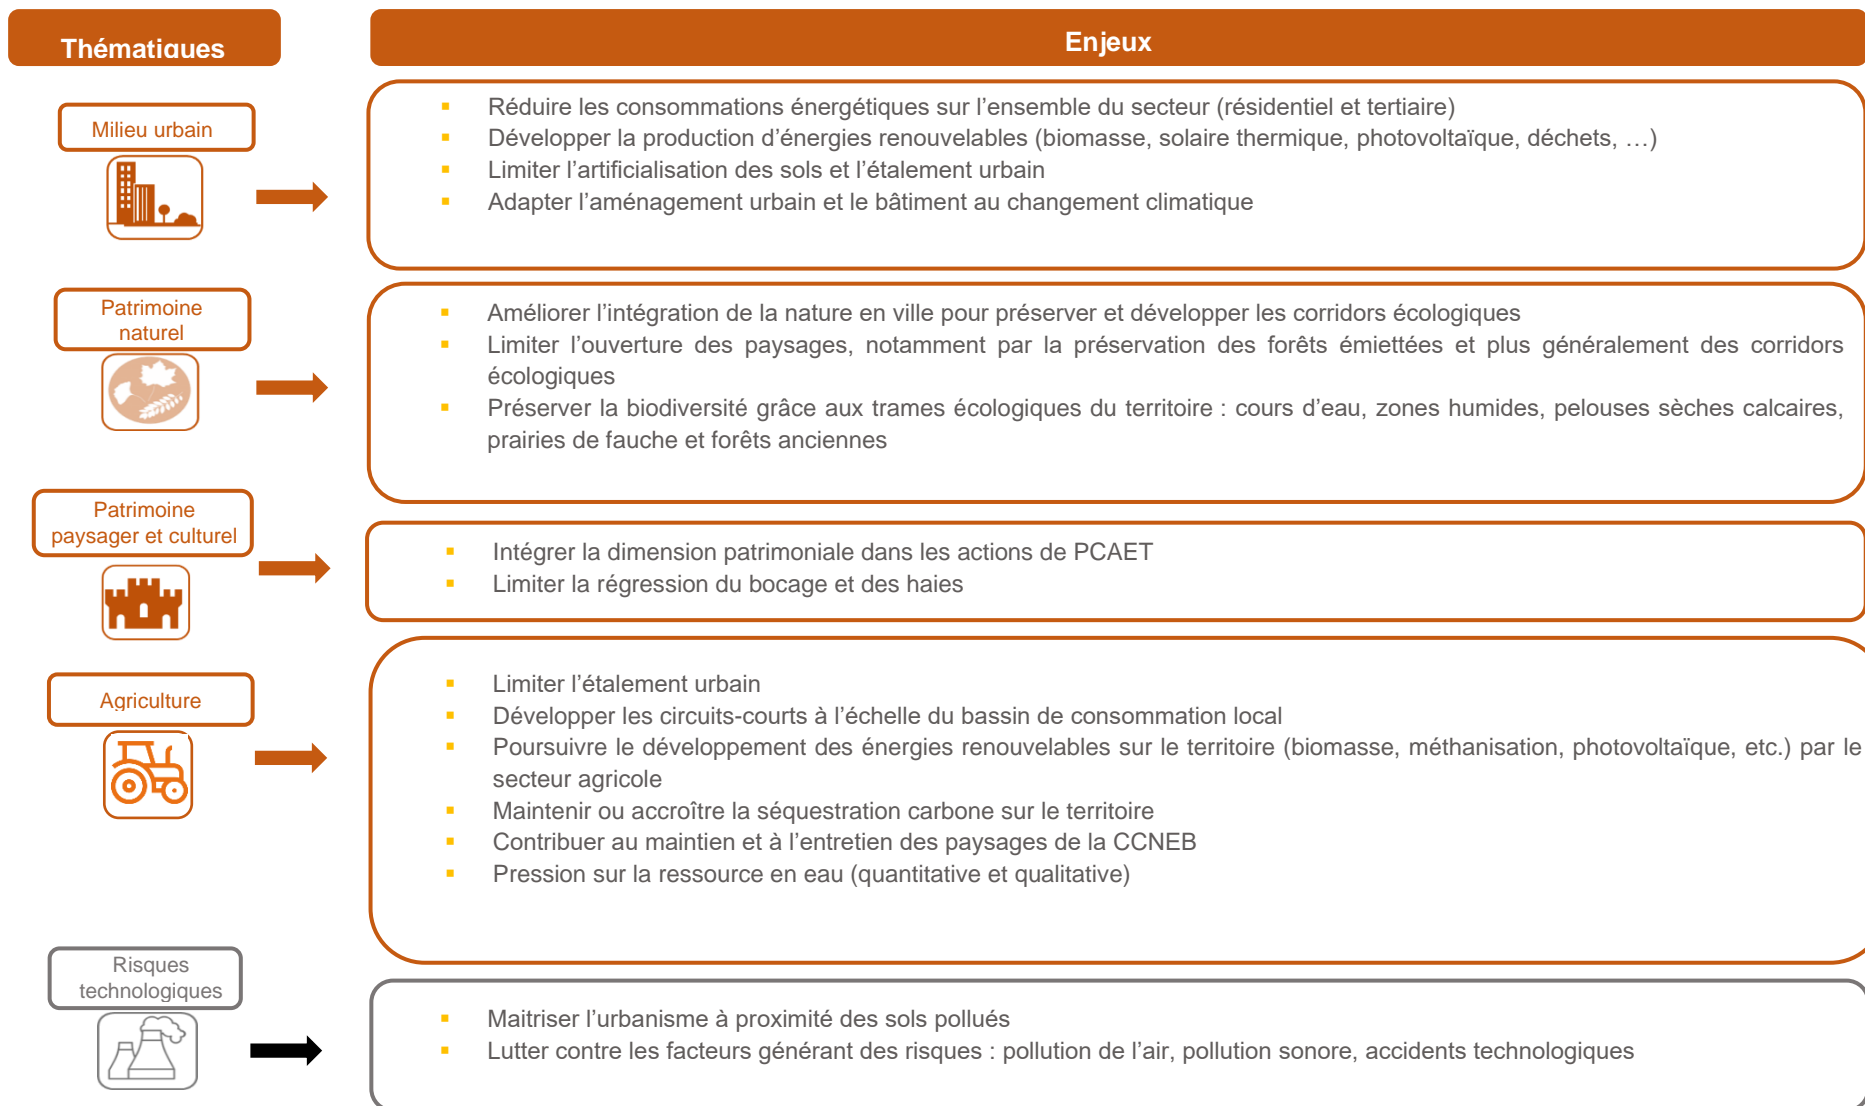 Thématiques
Enjeux
Milieu urbain
▪ Réduire les consommations énergétiques sur l’ensemble du secteur (résidentiel et tertiaire)
▪ Développer la production d’énergies renouvelables (biomasse, solaire thermique, photovoltaïque, déchets, …)
▪ Limiter l’artificialisation des sols et l’étalement urbain
▪ Adapter l’aménagement urbain et le bâtiment au changement climatique
Patrimoine
naturel
▪ Améliorer l’intégration de la nature en ville pour préserver et développer les corridors écologiques
▪ Limiter l’ouverture des paysages, notamment par la préservation des forêts émiettées et plus généralement des corridors
écologiques
▪ Préserver la biodiversité grâce aux trames écologiques du territoire : cours d’eau, zones humides, pelouses sèches calcaires,
prairies de fauche et forêts anciennes
Patrimoine
paysager et culturel
▪ Intégrer la dimension patrimoniale dans les actions de PCAET
▪ Limiter la régression du bocage et des haies
Agriculture
▪ Limiter l’étalement urbain
▪ Développer les circuits-courts à l’échelle du bassin de consommation local
▪ Poursuivre le développement des énergies renouvelables sur le territoire (biomasse, méthanisation, photovoltaïque, etc.) par le
secteur agricole
▪ Maintenir ou accroître la séquestration carbone sur le territoire
▪ Contribuer au maintien et à l’entretien des paysages de la CCNEB
▪ Pression sur la ressource en eau (quantitative et qualitative)
Risques
technologiques
▪ Maitriser l’urbanisme à proximité des sols pollués
▪ Lutter contre les facteurs générant des risques : pollution de l’air, pollution sonore, accidents technologiques